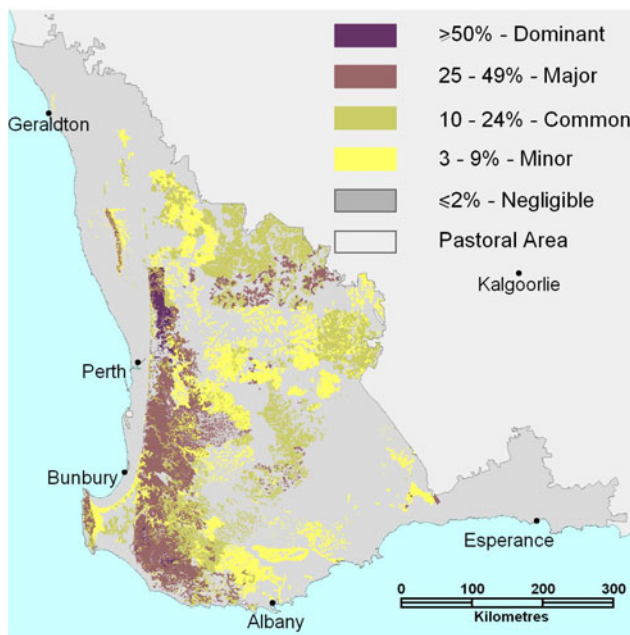 ≥50% - Dominant
25 - 49% - Major
10 - 24% - Common
3 - 9% - Minor
≤2% - Negligible
Pastoral Area
Geraldton
Kalgoorlie
Perth
Bunbury
Esperance
Albany
0 100 200 300
Kilometres